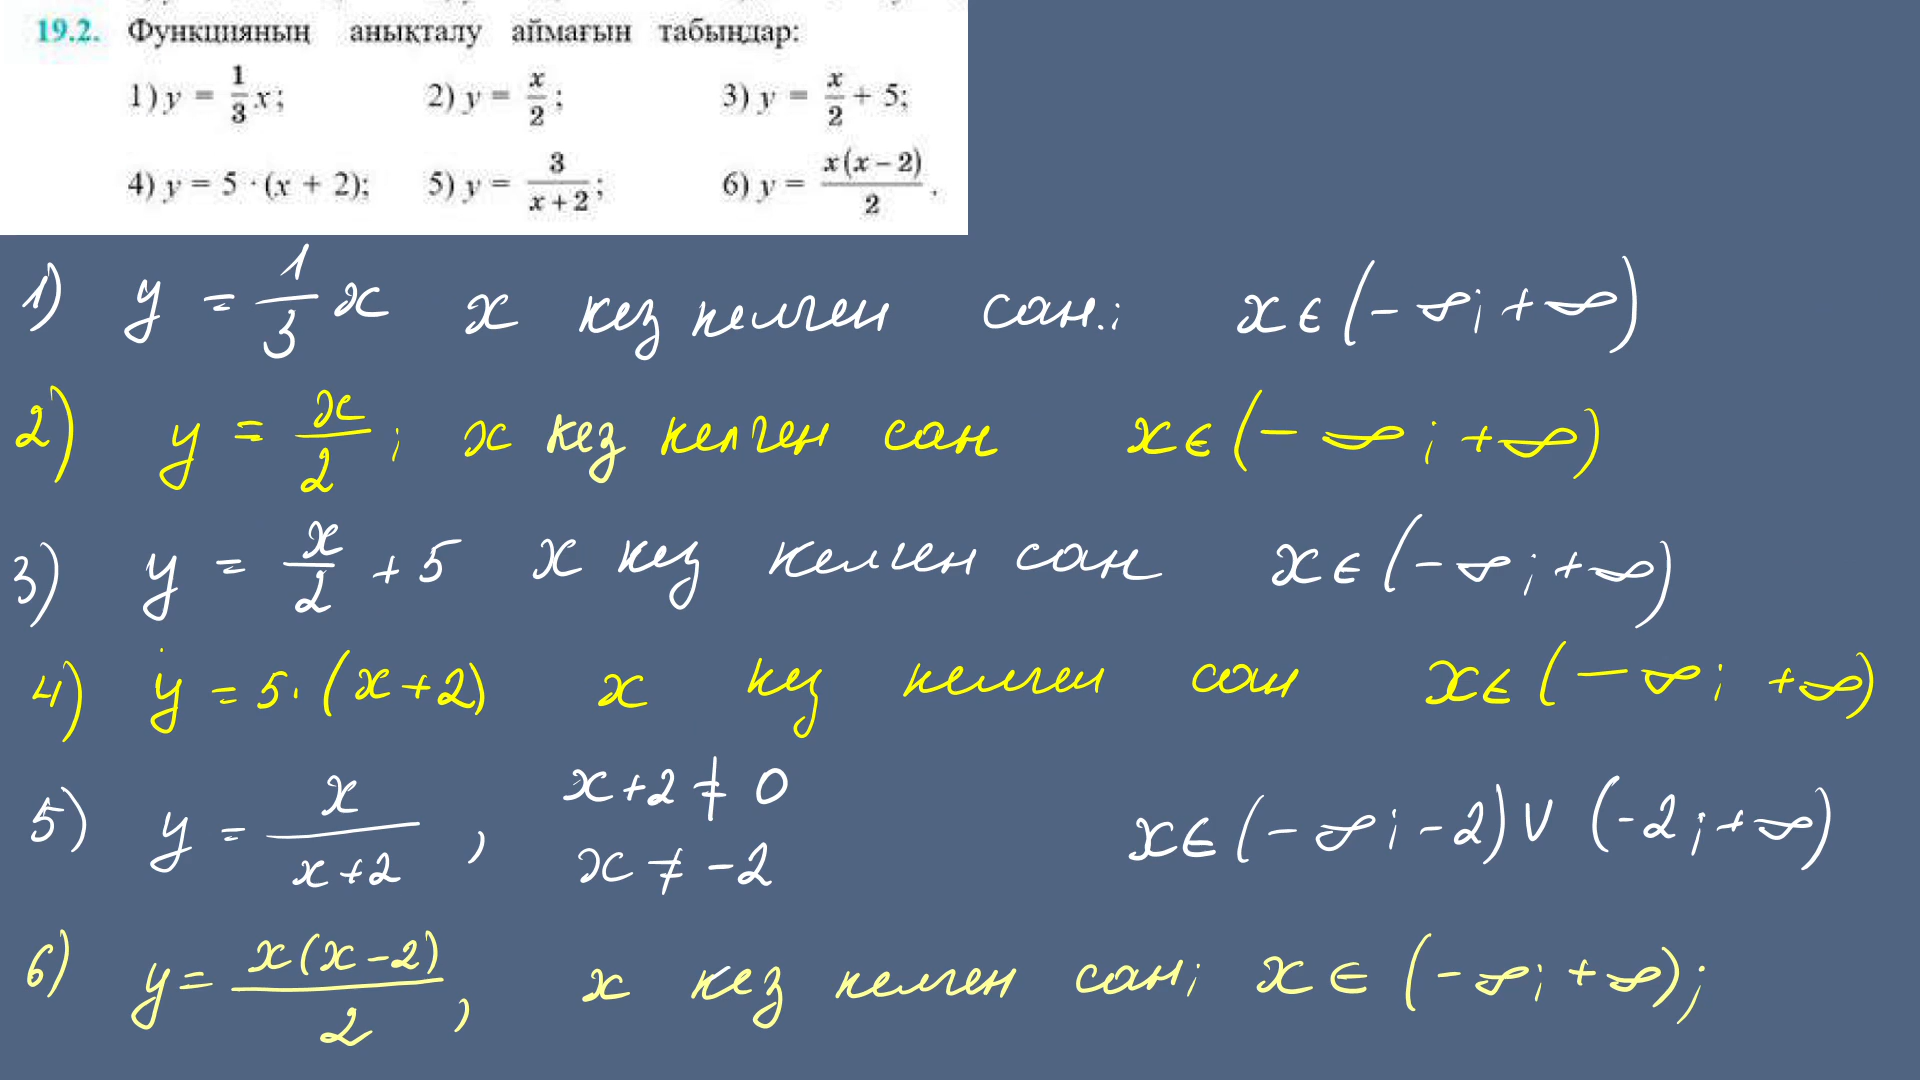 19.2. Функцияның анықталу аймағын табыңдар:
1) y = 1/3 x; 2) y = x/2; 3) y = x/2 + 5;
4) y = 5 · (x + 2); 5) y = 3/(x + 2); 6) y = x(x – 2)/2.
1) y = 1/3 x x кез келген сан.; x ∈ (- ∞; + ∞)
2) y = x/2; x кез келген сан x ∈ (- ∞; + ∞)
3) y = x/2 + 5 x кез келген сан x ∈ (- ∞; + ∞)
4) y = 5 · (x + 2) x кез келген сан x ∈ (- ∞; + ∞)
5) y = x/(x + 2), x + 2 ≠ 0 x ≠ - 2 x ∈ (- ∞; - 2) ∪ (- 2; + ∞)
6) y = x(x - 2)/2, x кез келген сан; x ∈ (- ∞; + ∞);